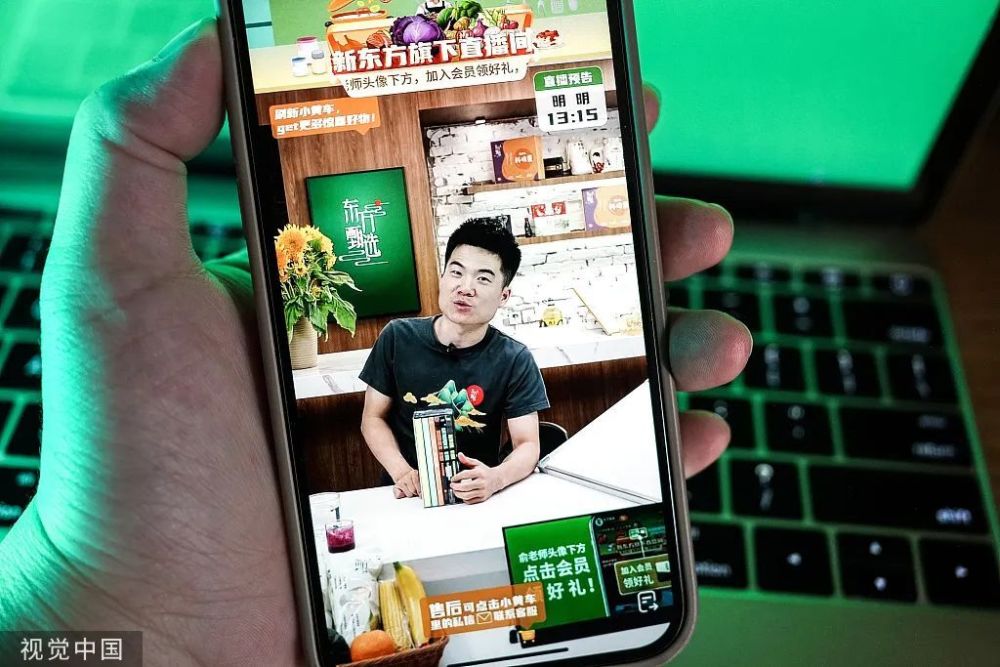 新东方旗下直播间
师头像下方，加入会员领好礼，
刷新小黄车，
get更多惊喜好物！
直播预告
明 明
13:15
东方
甄选
俞老师头像下方
点击会员
好礼！
加入会员
领好礼
售后可点击小黄车
里的私信 联系客服
视觉中国